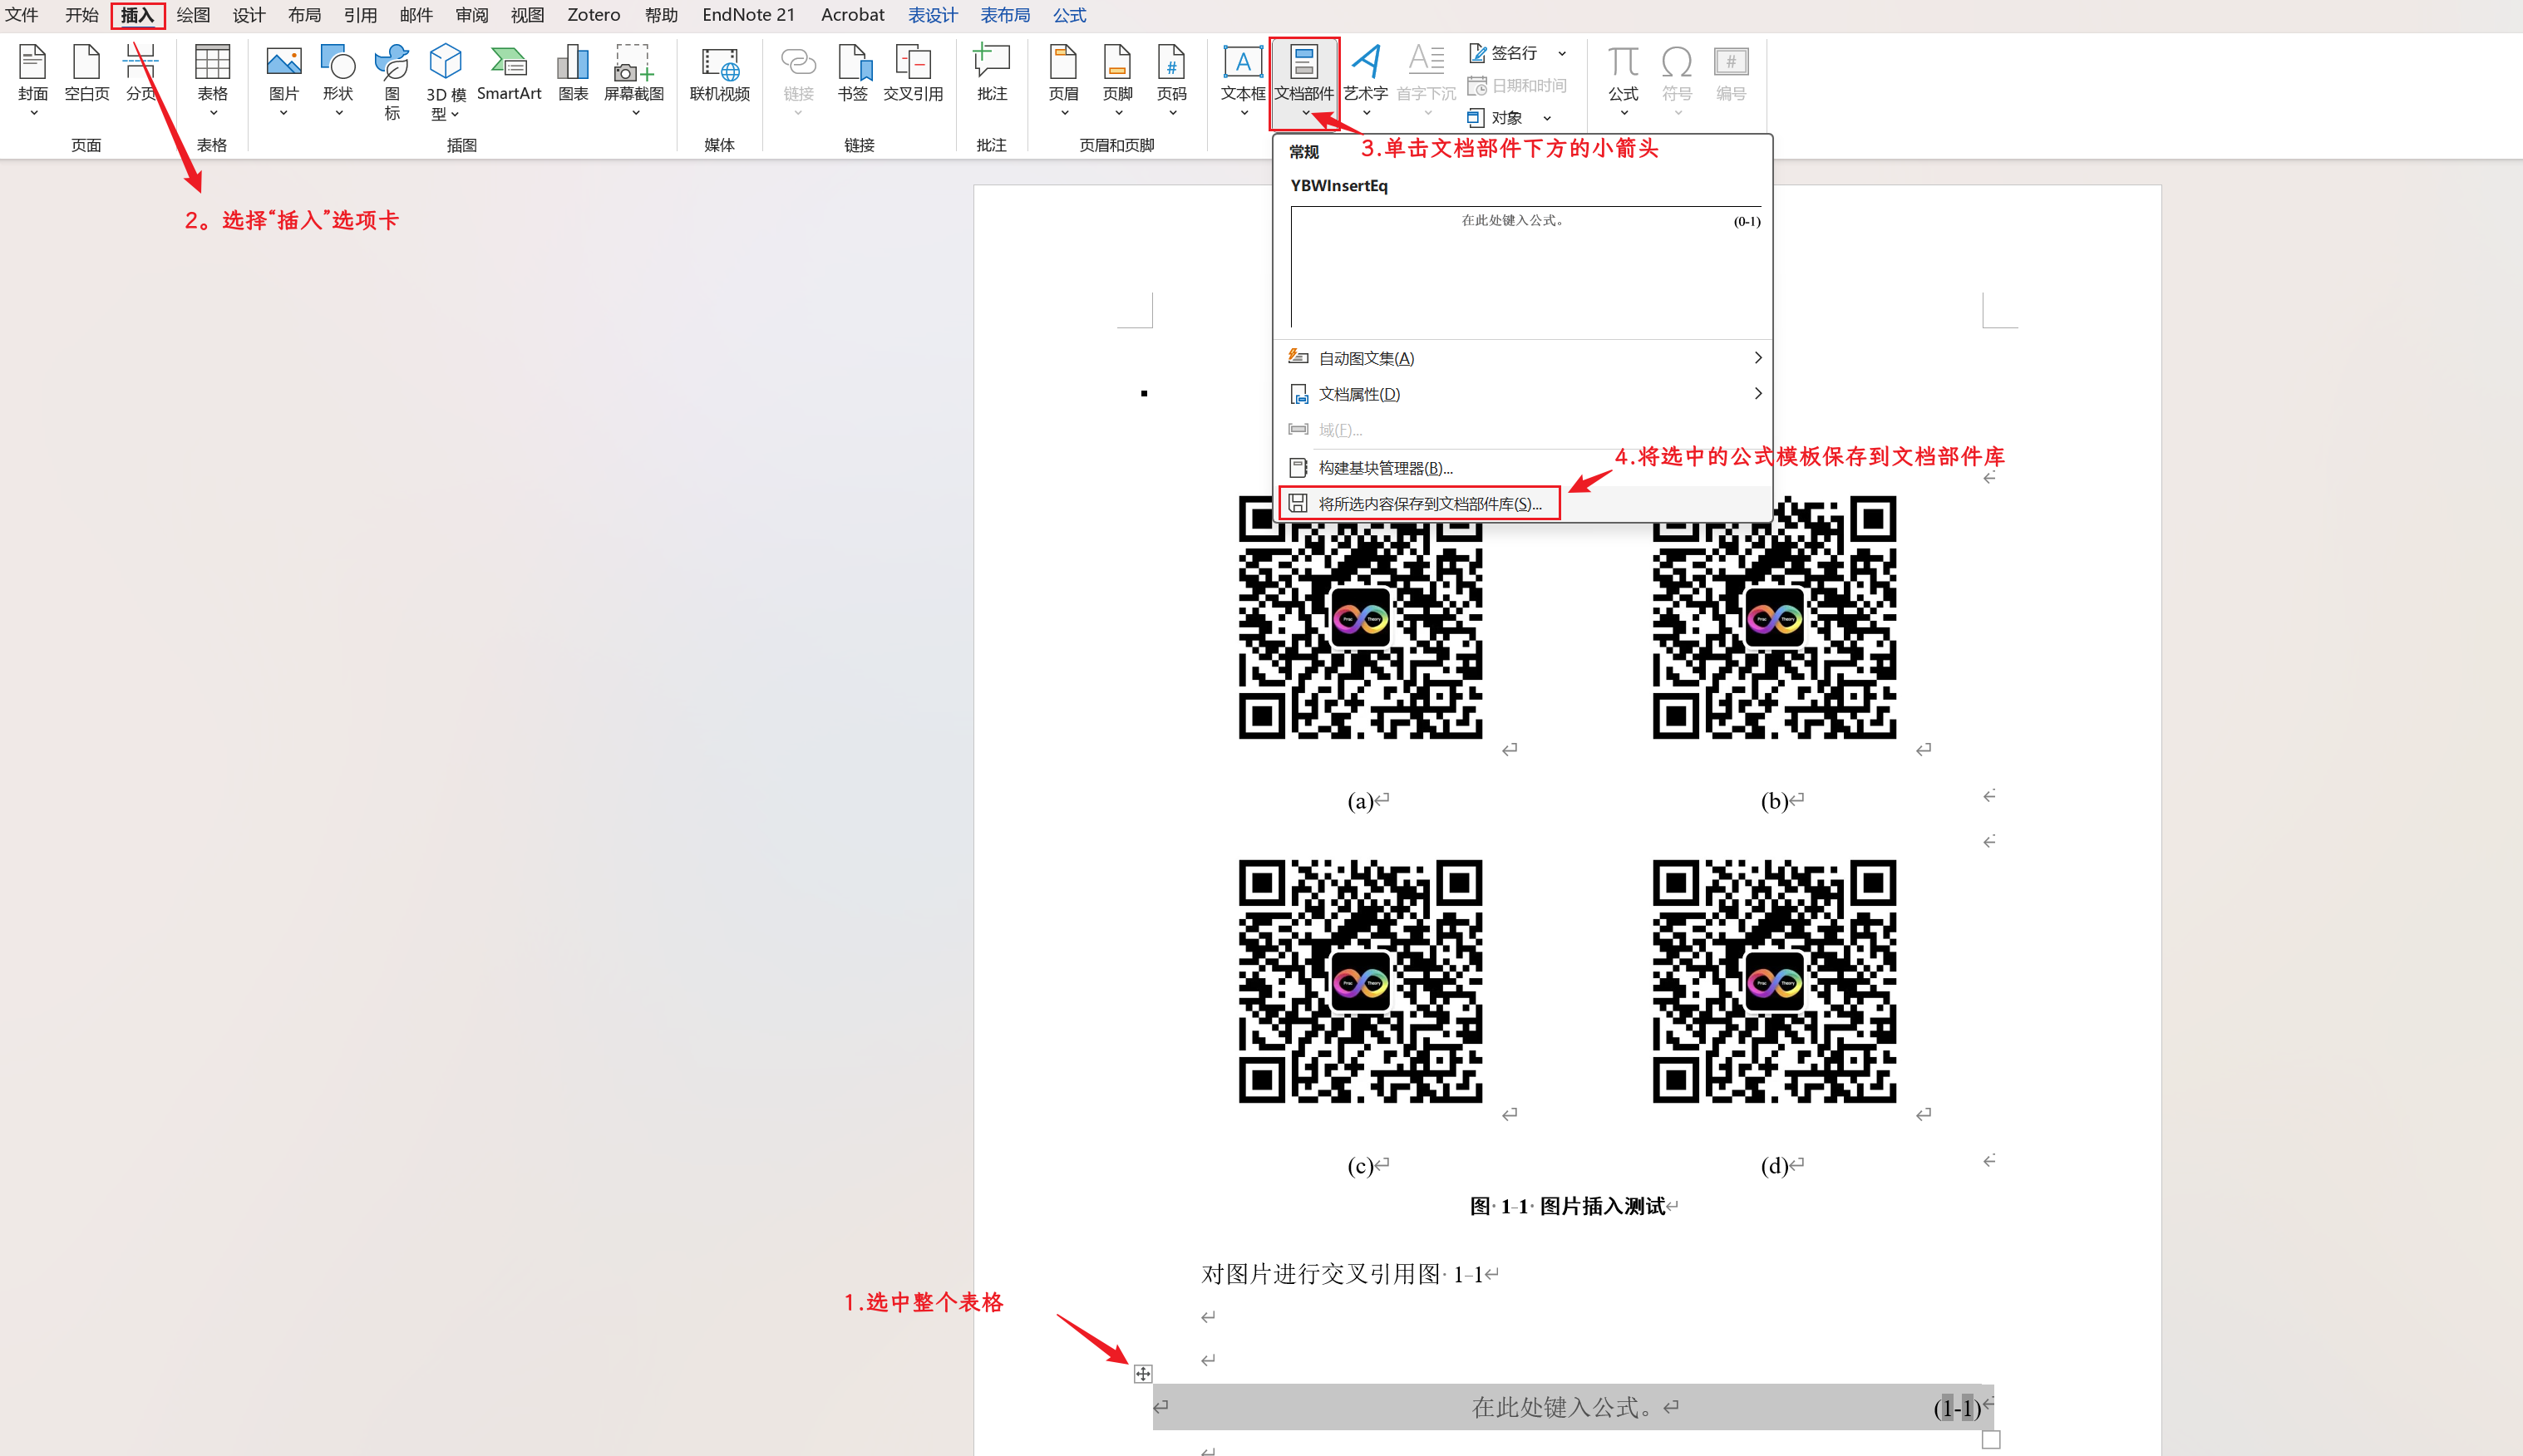 文件 开始 插入 绘图 设计 布局 引用 邮件 审阅 视图 Zotero 帮助 EndNote 21 Acrobat 表设计 表布局 公式
封面 空白页 分页 表格 图片 形状 图标 3D 模型 SmartArt 图表 屏幕截图 联机视频 链接 书签 交叉引用 批注 页眉 页脚 页码 文本框 文档部件 艺术字 首字下沉 公式 符号 编号
签名行
日期和时间
对象
页面 表格 插图 媒体 链接 批注 页眉和页脚
3.单击文档部件下方的小箭头
常规
YBWInsertEq
在此处键入公式。 (0-1)
2。选择“插入”选项卡
自动图文集(A)
文档属性(D)
域(F)...
4.将选中的公式模板保存到文档部件库
构建基块管理器(B)...
将所选内容保存到文档部件库(S)...
Prac Theory Prac Theory
(a) (b)
Prac Theory Prac Theory
(c) (d)
图 1-1 图片插入测试
对图片进行交叉引用图 1-1
1.选中整个表格
在此处键入公式。 (1-1)